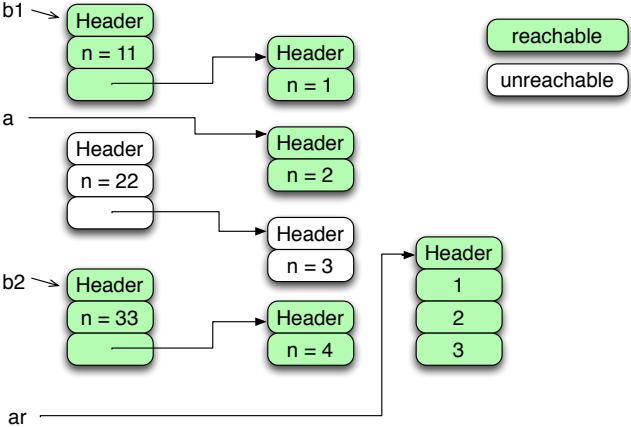 b1
Header
n = 11
Header
n = 1
reachable
unreachable
a
Header
n = 2
Header
n = 22
Header
n = 3
b2
Header
n = 33
Header
n = 4
Header
1
2
3
ar